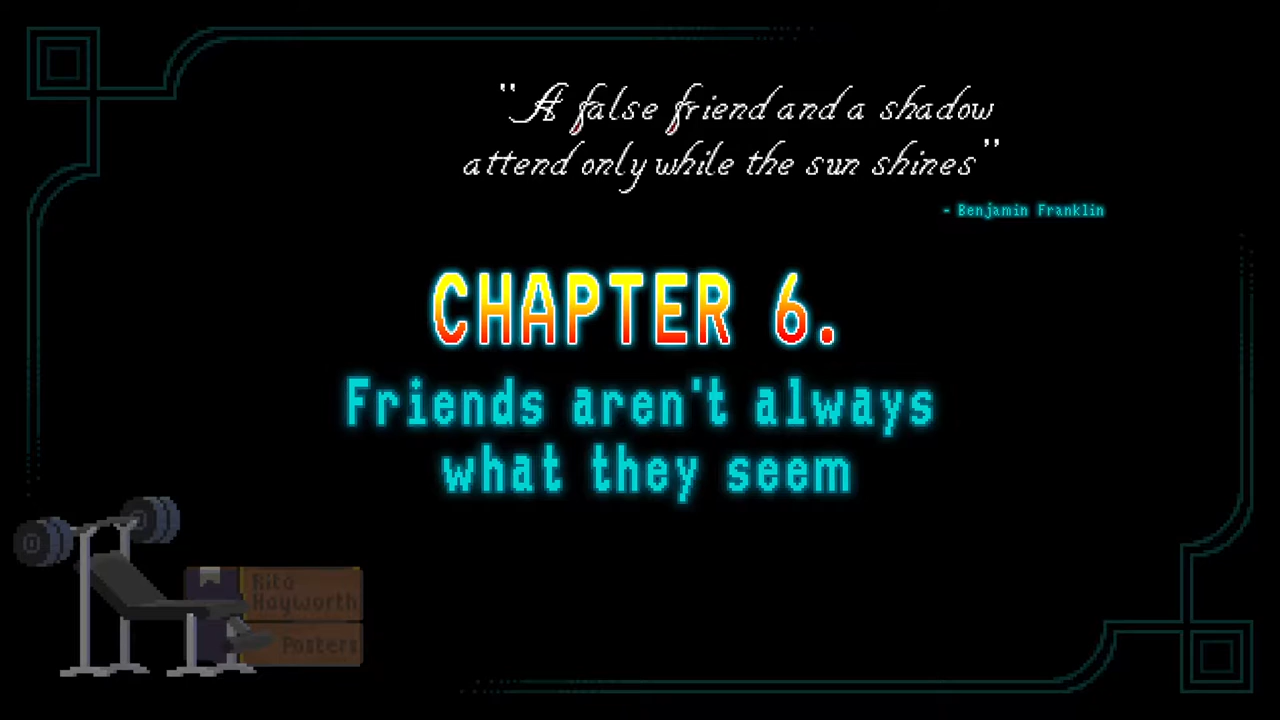 "A false friend and a shadow
attend only while the sun shines"
- Benjamin Franklin
CHAPTER 6.
Friends aren't always
what they seem
Rita
Hayworth
Posters